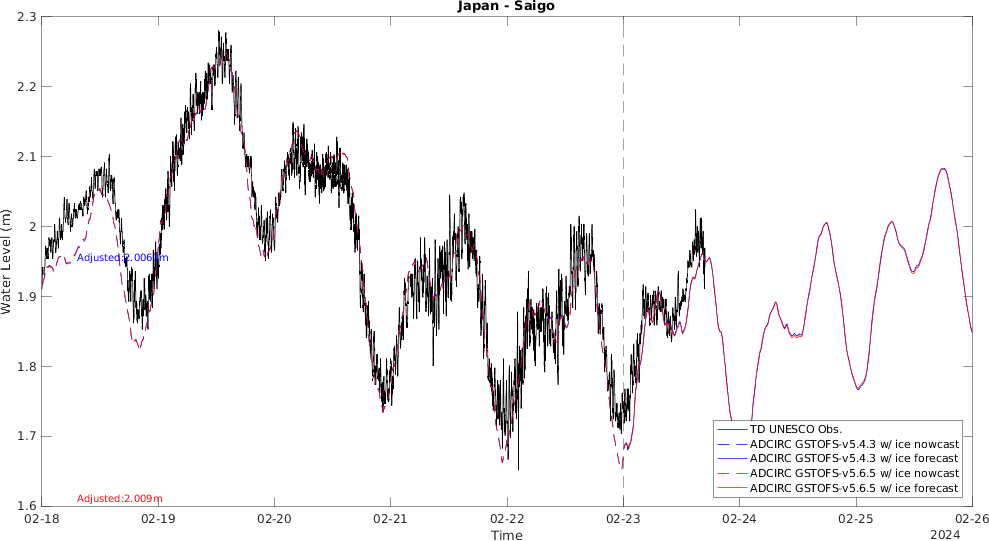 Japan - Saigo
2.3
2.2
2.1
2
1.9
1.8
1.7
1.6
Water Level (m)
Adjusted:2.009m
TD UNESCO Obs.
ADCIRC GSTOFS-v5.4.3 w/ ice nowcast
ADCIRC GSTOFS-v5.4.3 w/ ice forecast
ADCIRC GSTOFS-v5.6.5 w/ ice nowcast
ADCIRC GSTOFS-v5.6.5 w/ ice forecast
02-18 02-19 02-20 02-21 02-22 02-23 02-24 02-25 02-26
Time
2024